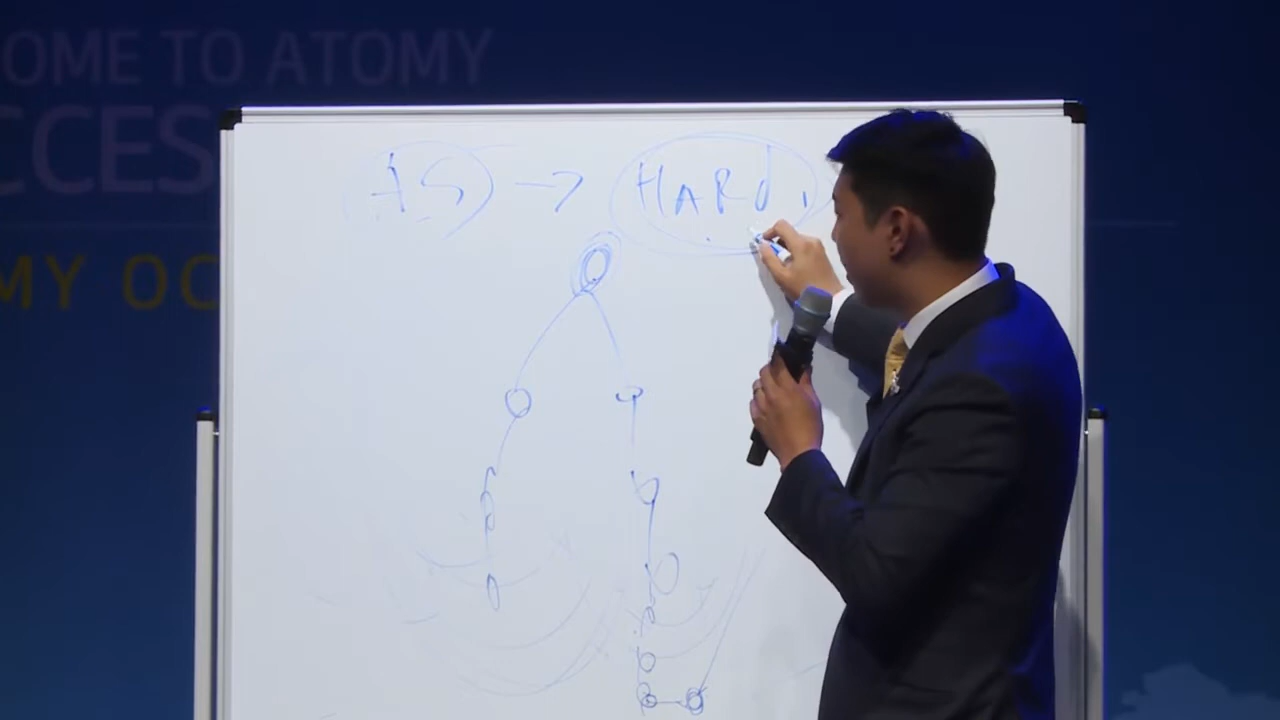 OME TO ATOMY
CCES
MY OC
AS → HARd,